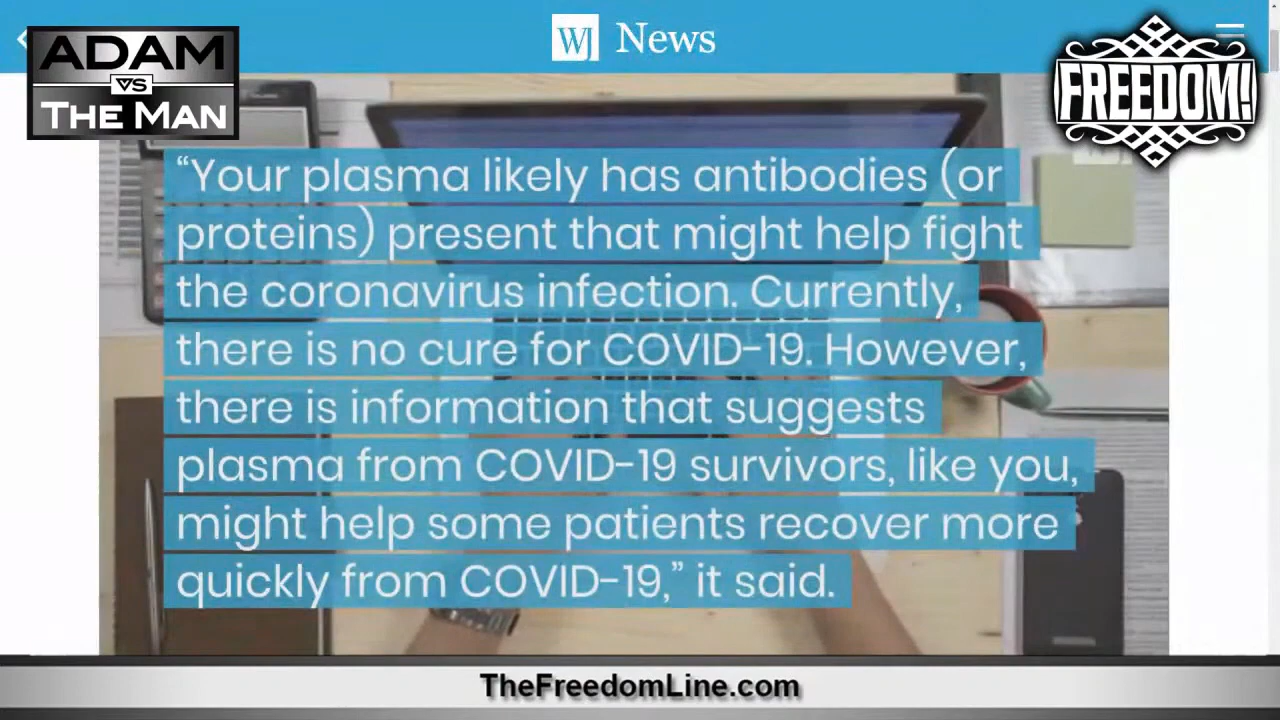 WJ News
ADAM
VS
THE MAN
FREEDOM!
“Your plasma likely has antibodies (or
proteins) present that might help fight
the coronavirus infection. Currently,
there is no cure for COVID-19. However,
there is information that suggests
plasma from COVID-19 survivors, like you,
might help some patients recover more
quickly from COVID-19,” it said.
TheFreedomLine.com